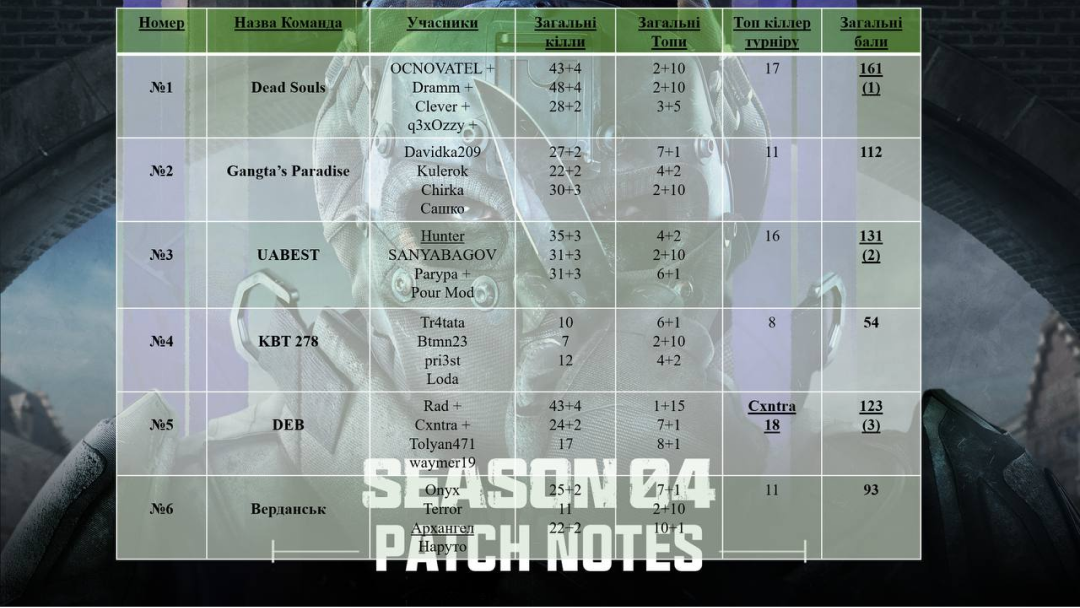 Номер Назва Команда Учасники Загальні кілли Загальні Топи Топ кіллер турніру Загальні бали
№1 Dead Souls
OCNOVATEL + 43+4 2+10 17 161
Dramm + 48+4 2+10 (1)
Clever + 28+2 3+5
q3xOzzy +
№2 Gangta's Paradise
Davidka209 27+2 7+1 11 112
Kulerok 22+2 4+2
Chirka 30+3 2+10
Сашко
№3 UABEST
Hunter 35+3 4+2 16 131
SANYABAGOV 31+3 2+10 (2)
Parypa + 31+3 6+1
Pour Mod
№4 KBT 278
Tr4tata 10 6+1 8 54
Btmn23 7 2+10
pri3st 12 4+2
Loda
№5 DEB
Rad + 43+4 1+15 Cxntra 123
Cxntra + 24+2 7+1 18 (3)
Tolyan471 17 8+1
waymer19
№6 Верданськ
Onyx 25+2 7+1 11 93
Terror 11 2+10
Архангел 22+2 10+1
Наруто
SEASON 04
PATCH NOTES